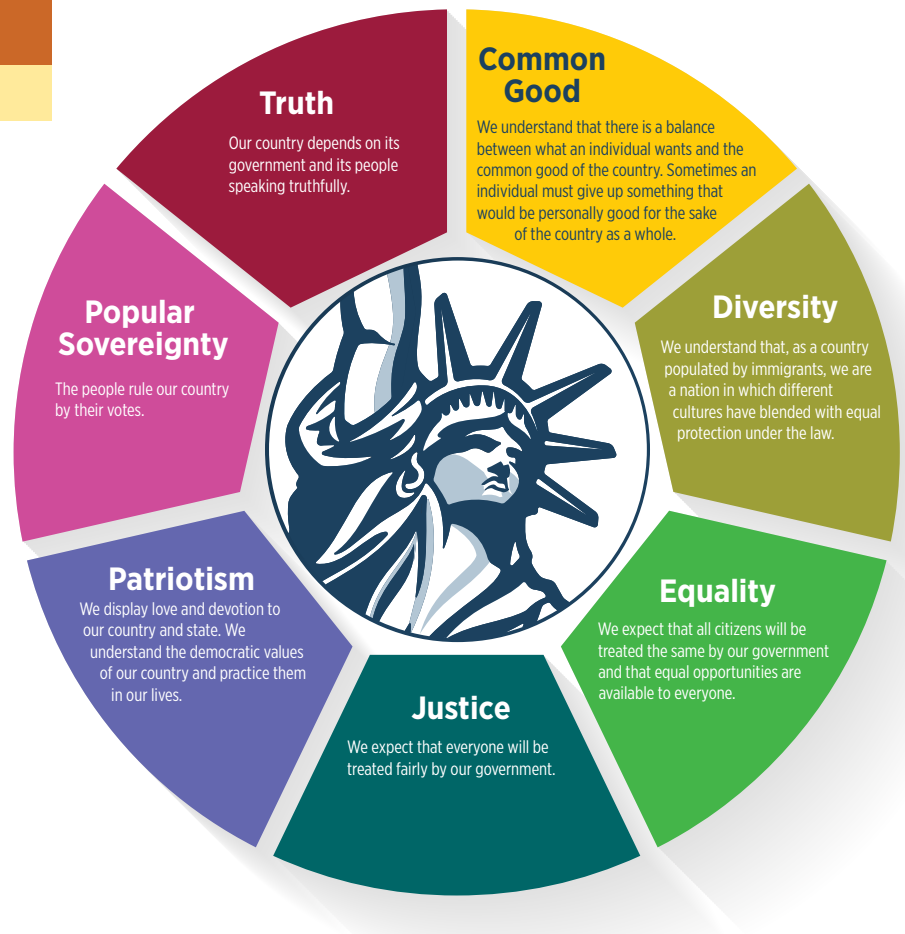 Truth
Our country depends on its
government and its people
speaking truthfully.
Common
Good
We understand that there is a balance
between what an individual wants and the
common good of the country. Sometimes an
individual must give up something that
would be personally good for the sake
of the country as a whole.
Diversity
We understand that, as a country
populated by immigrants, we are
a nation in which different
cultures have blended with equal
protection under the law.
Equality
We expect that all citizens will be
treated the same by our government
and that equal opportunities are
available to everyone.
Justice
We expect that everyone will be
treated fairly by our government.
Patriotism
We display love and devotion to
our country and state. We
understand the democratic values
of our country and practice them
in our lives.
Popular
Sovereignty
The people rule our country
by their votes.